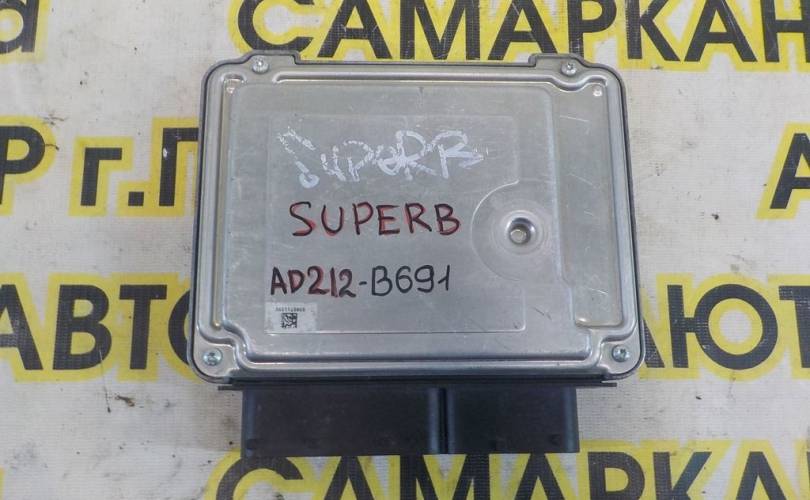 САМАРКАН
Р г.П
SUPERB
SUPERB
AD212-B691
АВТО
АЮТ
САМАРКАН